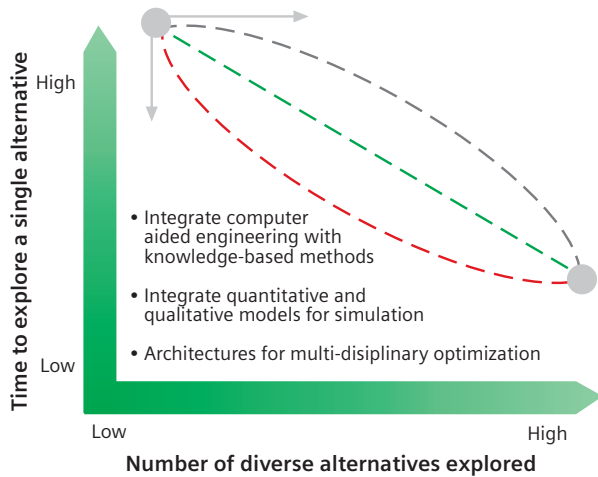 Time to explore a single alternative
High
• Integrate computer
aided engineering with
knowledge-based methods
• Integrate quantitative and
qualitative models for simulation
• Architectures for multi-disiplinary optimization
Low
Low
High
Number of diverse alternatives explored